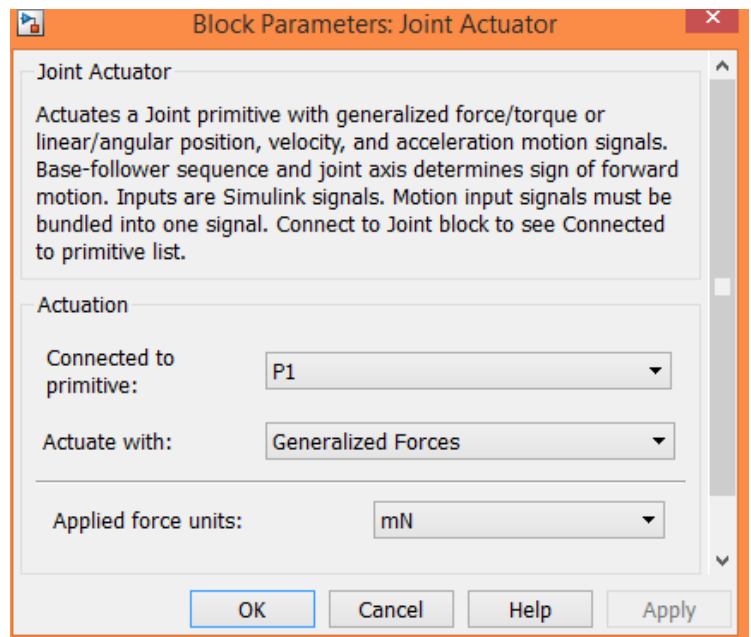 Block Parameters: Joint Actuator
Joint Actuator
Actuates a Joint primitive with generalized force/torque or
linear/angular position, velocity, and acceleration motion signals.
Base-follower sequence and joint axis determines sign of forward
motion. Inputs are Simulink signals. Motion input signals must be
bundled into one signal. Connect to Joint block to see Connected
to primitive list.
Actuation
Connected to
primitive:
P1
Actuate with:
Generalized Forces
Applied force units:
mN
OK Cancel Help Apply